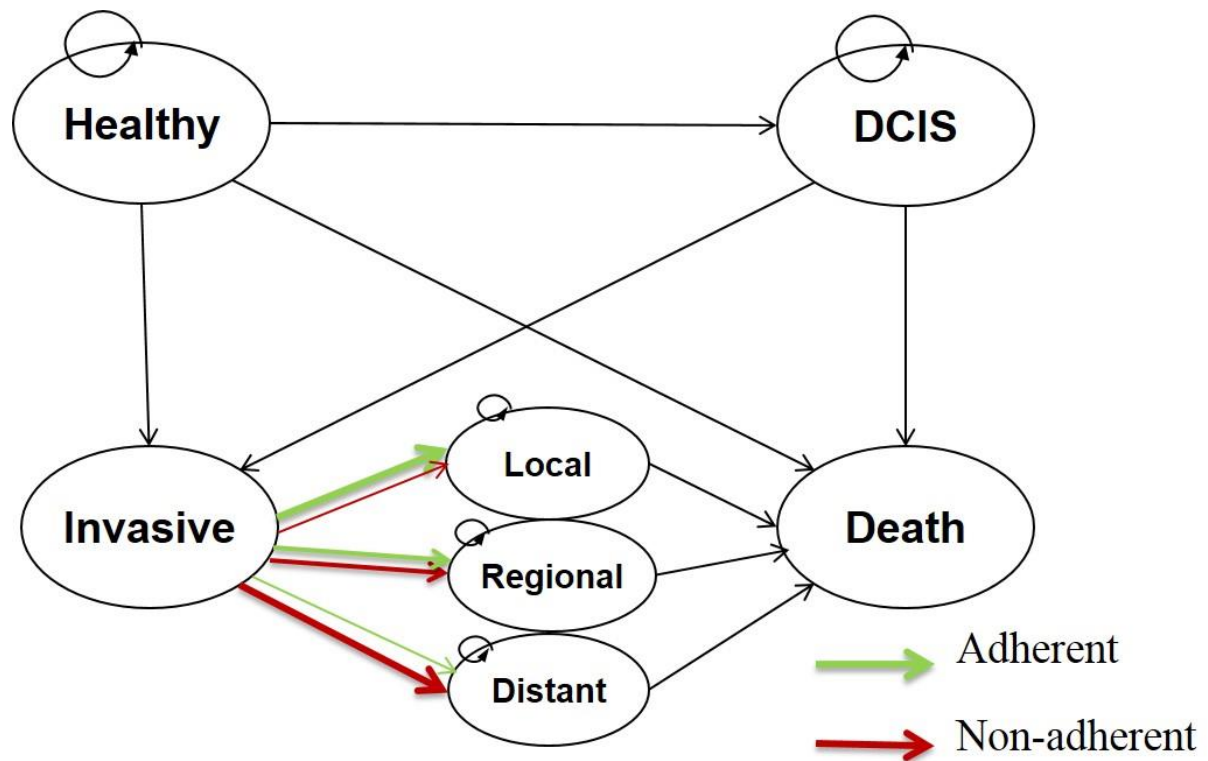 Healthy
DCIS
Local
Invasive
Death
Regional
Distant
Adherent
Non-adherent